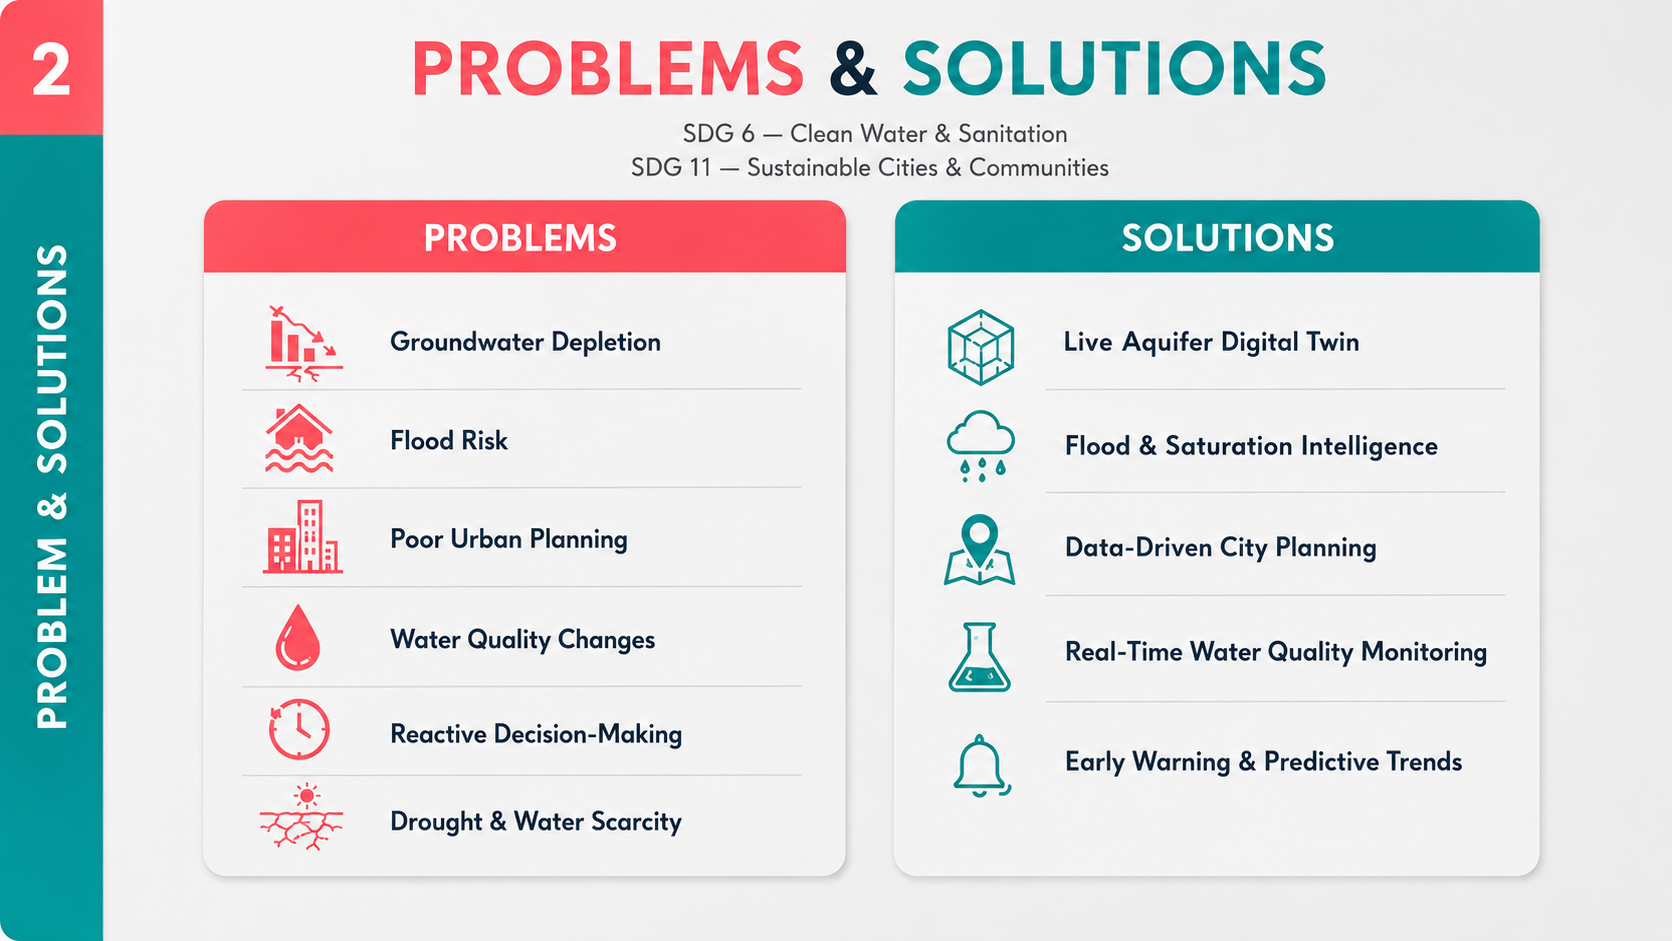 2
PROBLEM & SOLUTIONS
PROBLEMS & SOLUTIONS
SDG 6 — Clean Water & Sanitation
SDG 11 — Sustainable Cities & Communities
PROBLEMS
Groundwater Depletion
Flood Risk
Poor Urban Planning
Water Quality Changes
Reactive Decision-Making
Drought & Water Scarcity
SOLUTIONS
Live Aquifer Digital Twin
Flood & Saturation Intelligence
Data-Driven City Planning
Real-Time Water Quality Monitoring
Early Warning & Predictive Trends